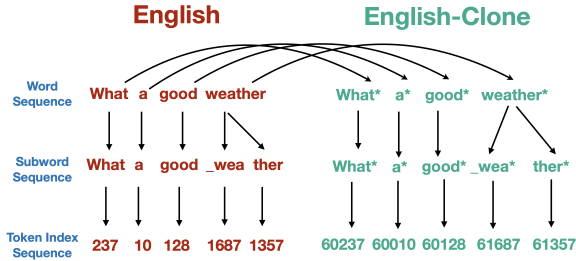 English English-Clone
Word
Sequence
What a good weather What* a* good* weather*
Subword
Sequence
What a good _wea ther What* a* good* _wea* ther*
Token Index
Sequence
237 10 128 1687 1357 60237 60010 60128 61687 61357